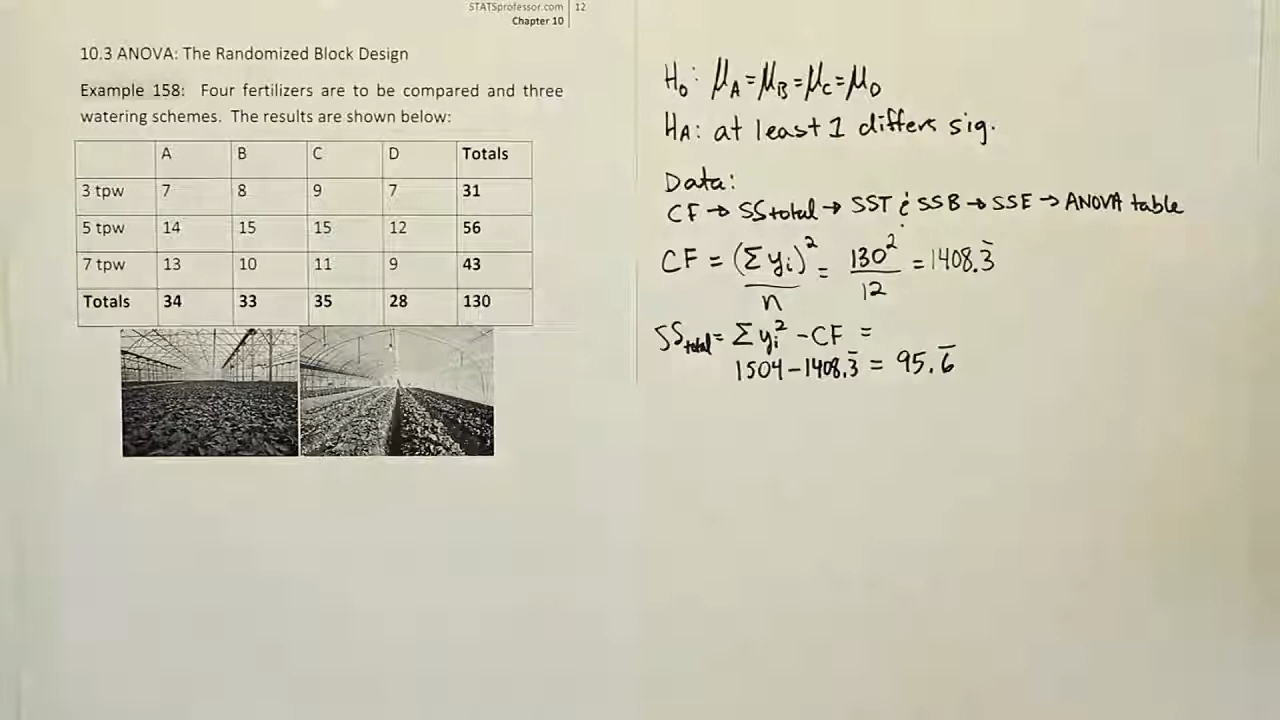 STATSprofessor.com 12
Chapter 10
10.3 ANOVA: The Randomized Block Design
Example 158: Four fertilizers are to be compared and three
watering schemes. The results are shown below:
A B C D Totals
3 tpw 7 8 9 7 31
5 tpw 14 15 15 12 56
7 tpw 13 10 11 9 43
Totals 34 33 35 28 130
H₀: μA=μB=μC=μD
HA: at least 1 differs sig.
Data:
CF → SStotal → SST & SSB → SSE → ANOVA table
CF = (Σyi)²/n = 130²/12 = 1408.3̅
SStotal = Σyi² - CF =
1504 - 1408.3̅ = 95.6̅